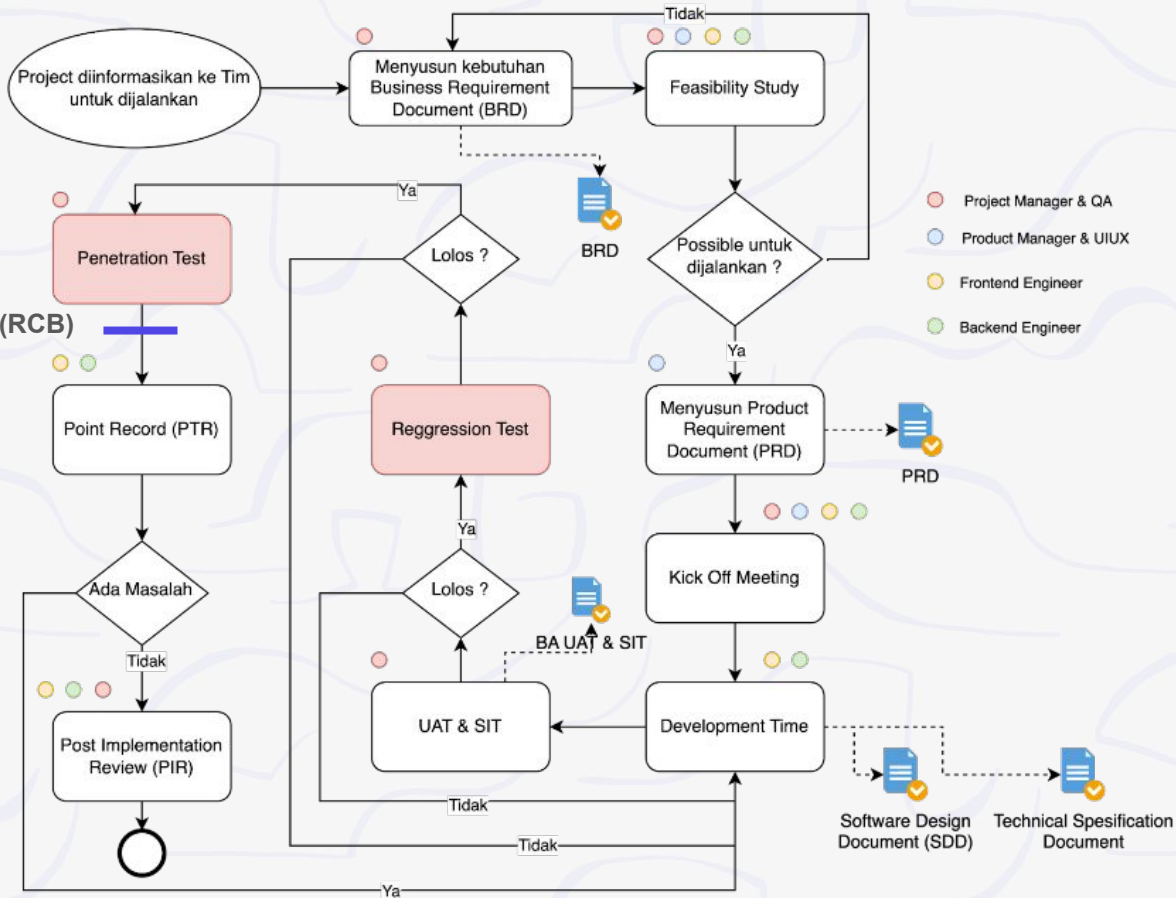 Tidak
Project diinformasikan ke Tim
untuk dijalankan
Menyusun kebutuhan
Business Requirement
Document (BRD)
Feasibility Study
Ya
BRD
Possible untuk
dijalankan ?
Project Manager & QA
Product Manager & UIUX
Frontend Engineer
Backend Engineer
Penetration Test
Lolos ?
(RCB)
Ya
Point Record (PTR)
Reggression Test
Menyusun Product
Requirement
Document (PRD)
PRD
Ya
Kick Off Meeting
Ada Masalah
Lolos ?
BA UAT & SIT
Tidak
Post Implementation
Review (PIR)
UAT & SIT
Development Time
Tidak
Software Design
Document (SDD)
Technical Spesification
Document
Tidak
Ya